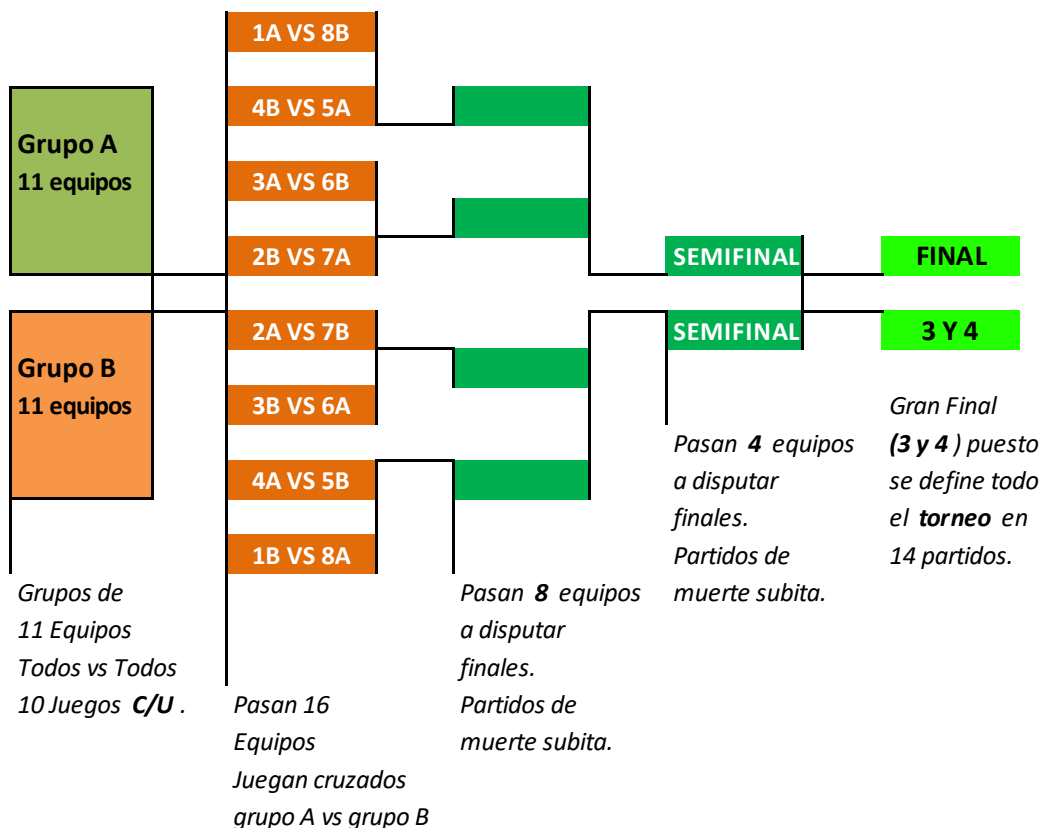 Grupo A
11 equipos
Grupo B
11 equipos
Grupos de
11 Equipos
Todos vs Todos
10 Juegos C/U .
1A VS 8B
4B VS 5A
3A VS 6B
2B VS 7A
2A VS 7B
3B VS 6A
4A VS 5B
1B VS 8A
Pasan 16
Equipos
Juegan cruzados
grupo A vs grupo B
Pasan 8 equipos
a disputar
finales.
Partidos de
muerte subita.
SEMIFINAL
SEMIFINAL
Pasan 4 equipos
a disputar
finales.
Partidos de
muerte subita.
FINAL
3 Y 4
Gran Final
(3 y 4 ) puesto
se define todo
el torneo en
14 partidos.